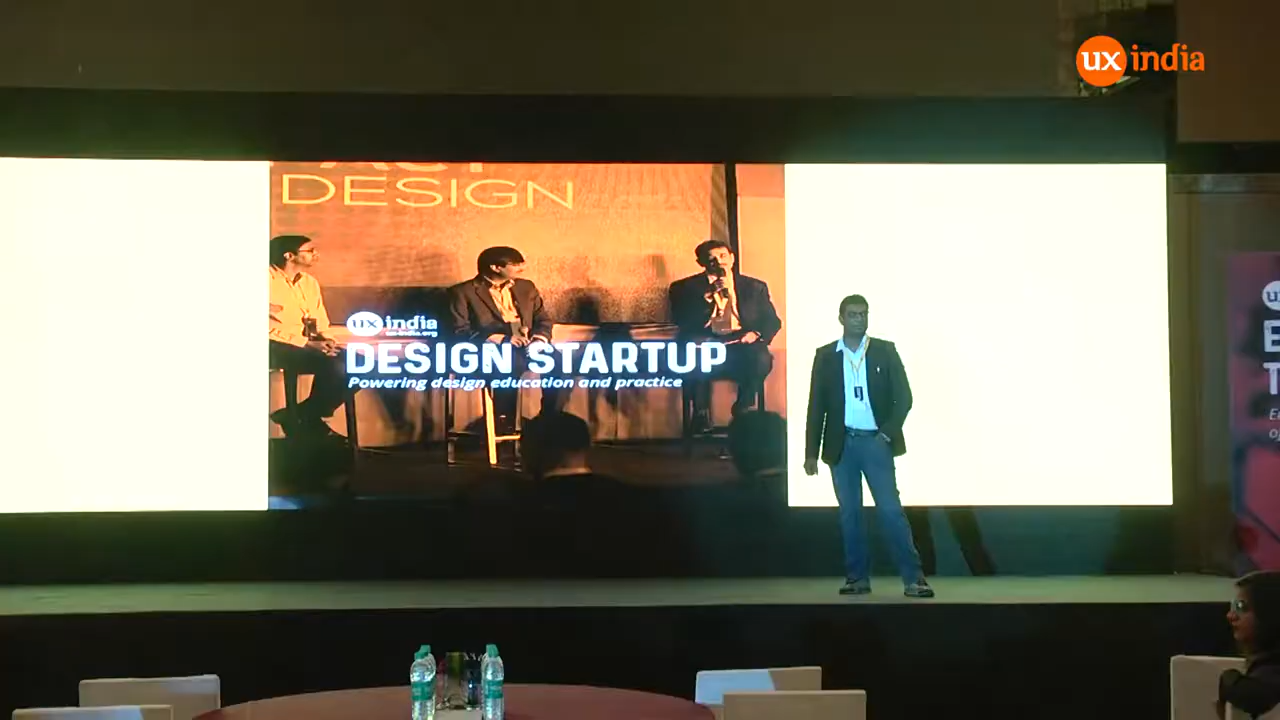 ux india
DESIGN
ux india
ux-india.org
DESIGN STARTUP
Powering design education and practice